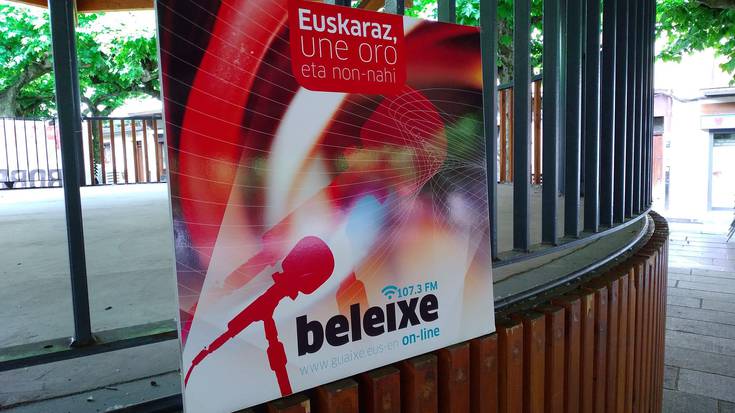 Euskaraz,
une oro
eta non-nahi
107.3 FM
beleixe
www.guaixe.eus-en on-line